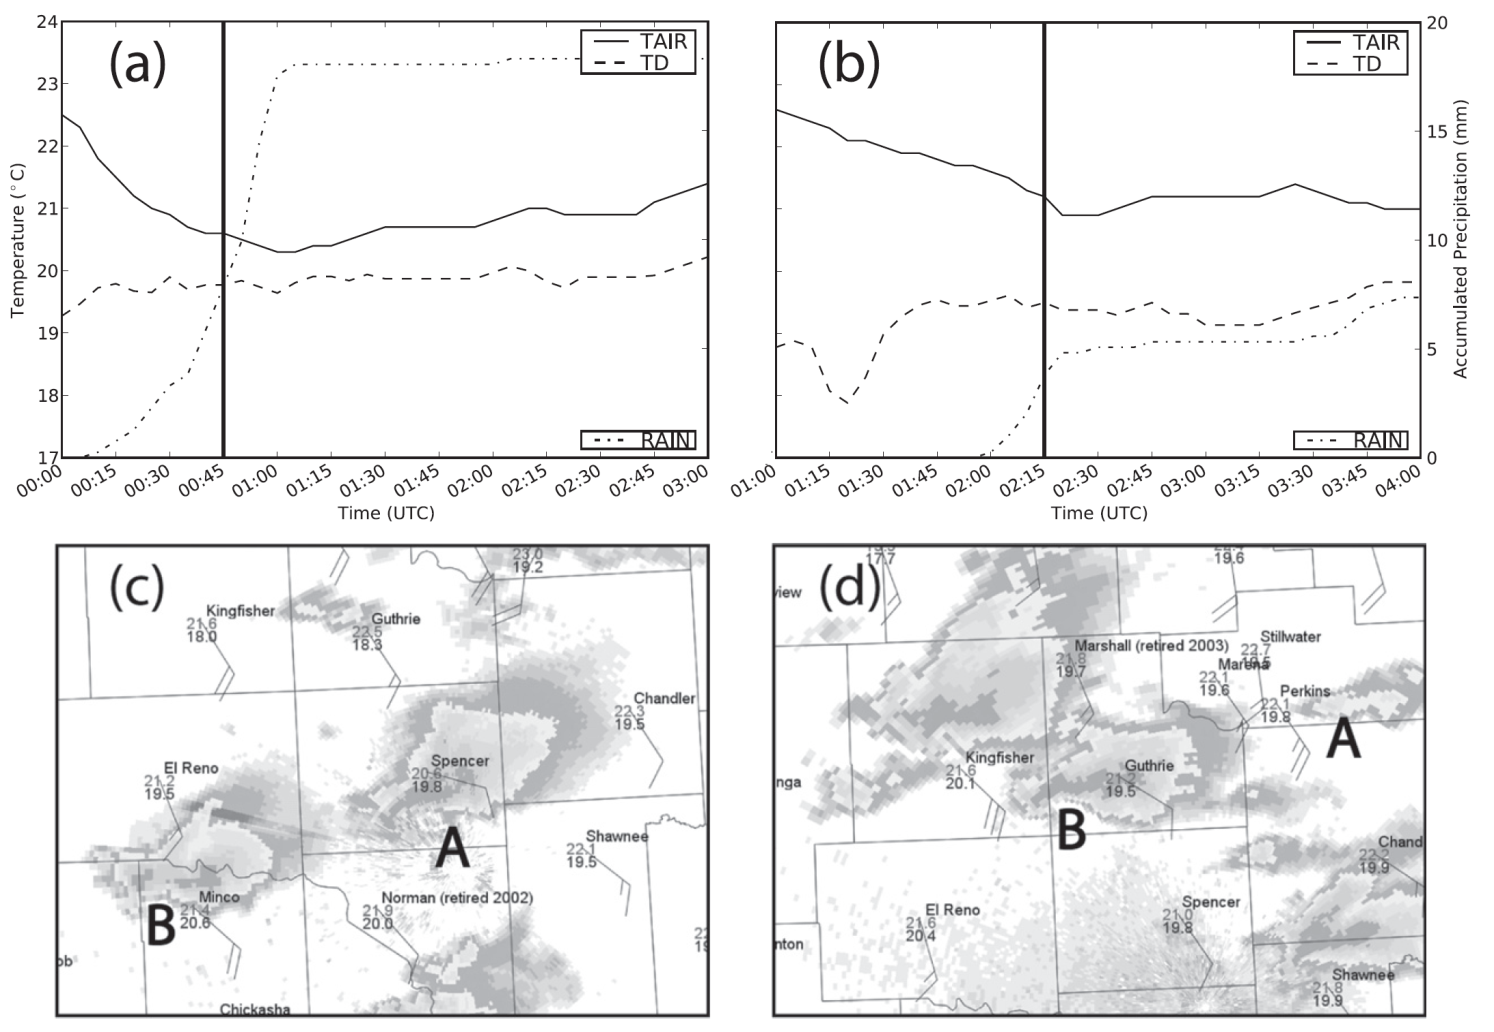 (a)
TAIR
TD
RAIN
24
23
22
21
20
19
18
17
Temperature (°C)
00:00 00:15 00:30 00:45 01:00 01:15 01:30 01:45 02:00 02:15 02:30 02:45 03:00
Time (UTC)
(b)
TAIR
TD
RAIN
20
15
10
5
0
Accumulated Precipitation (mm)
01:00 01:15 01:30 01:45 02:00 02:15 02:30 02:45 03:00 03:15 03:30 03:45 04:00
Time (UTC)
(c)
23.0
19.2
Kingfisher
21.6
18.0
Guthrie
22.5
18.3
Chandler
22.3
19.5
El Reno
21.2
19.5
Spencer
20.6
19.8
A
Shawnee
22.1
19.5
Minco
21.4
20.6
B
Norman (retired 2002)
21.9
20.0
22
19
ob
Chickasha
(d)
17.7
19.6
view
Marshall (retired 2003)
21.8
19.7
Stillwater
22.7
19.5
Marena
22.1
19.6
Perkins
22.1
19.8
A
Kingfisher
21.6
20.1
Guthrie
21.2
19.5
nga
B
Chand
22.2
19.9
El Reno
21.6
20.4
Spencer
21.0
19.8
nton
Shawnee
21.8
19.9